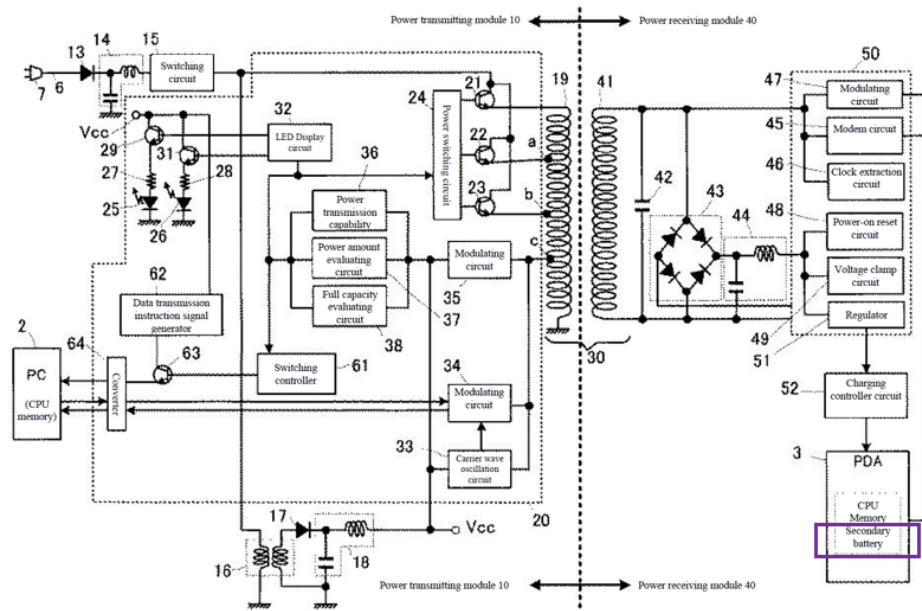 Power transmitting module 10
Power receiving module 40
13
14
15
Switching
circuit
7
6
Vcc
29
31
27
28
25
26
32
LED Display
circuit
36
Power
transmission
capability
Power amount
evaluating
circuit
37
Full capacity
evaluating
circuit
38
24
Power switching circuit
21
22
23
19
a
b
c
41
30
42
43
44
Modulating
circuit
35
62
Data transmission
instruction signal
generator
2
PC
(CPU
memory)
64
Converter
63
Switching
controller
61
34
Modulating
circuit
33
Carrier wave
oscillation
circuit
20
16
17
18
Vcc
50
47
Modulating
circuit
45
Modem circuit
46
Clock extraction
circuit
48
Power-on reset
circuit
Voltage clamp
circuit
49
Regulator
51
52
Charging
controller circuit
3
PDA
CPU
Memory
Secondary
battery
Power transmitting module 10
Power receiving module 40